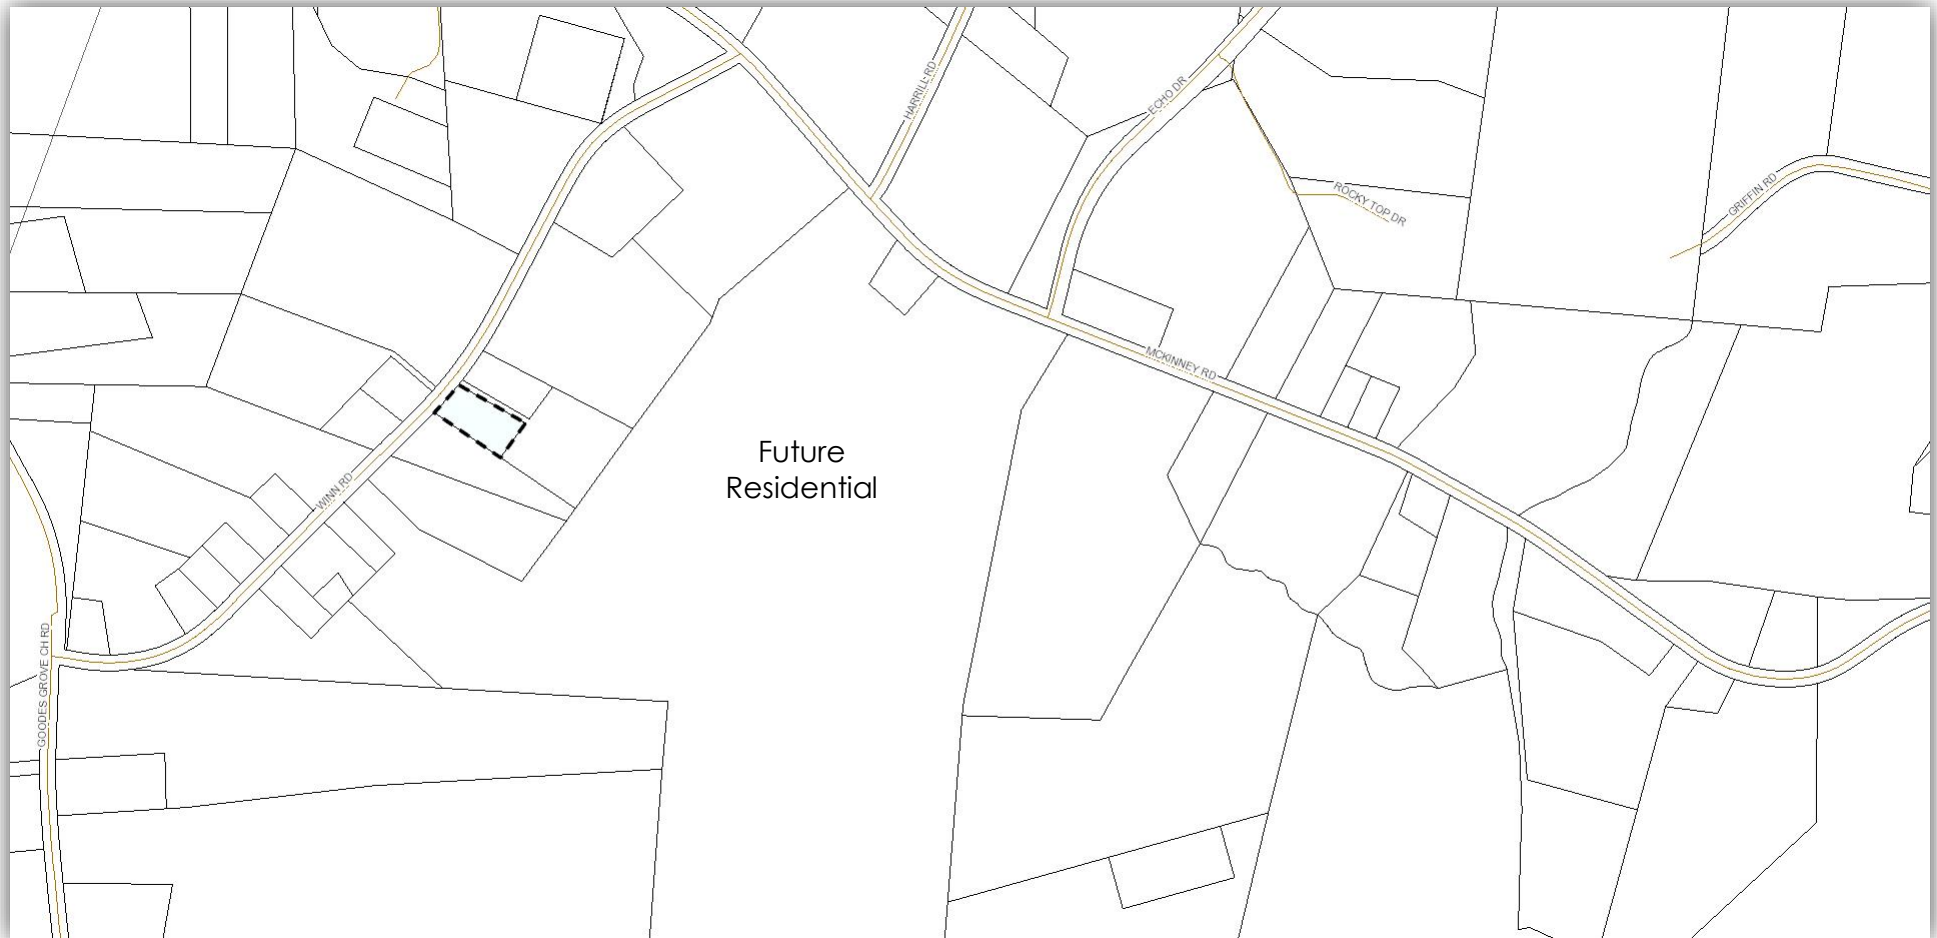 HARRILL RD
ECHO DR
ROCKY TOP DR
GRIFFIN RD
MCKINNEY RD
Future
Residential
WINN RD
GOODES GROVE CH RD